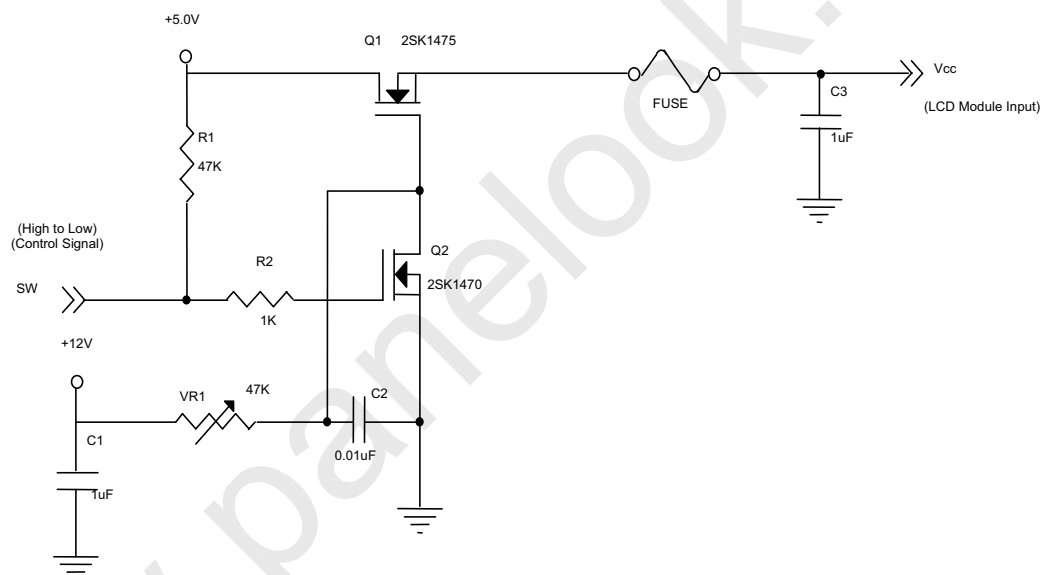 +5.0V
Q1 2SK1475
Vcc
FUSE
C3
(LCD Module Input)
1uF
R1
47K
(High to Low)
(Control Signal)
SW
R2
1K
Q2
2SK1470
+12V
VR1
47K
C2
0.01uF
C1
1uF
panelook.